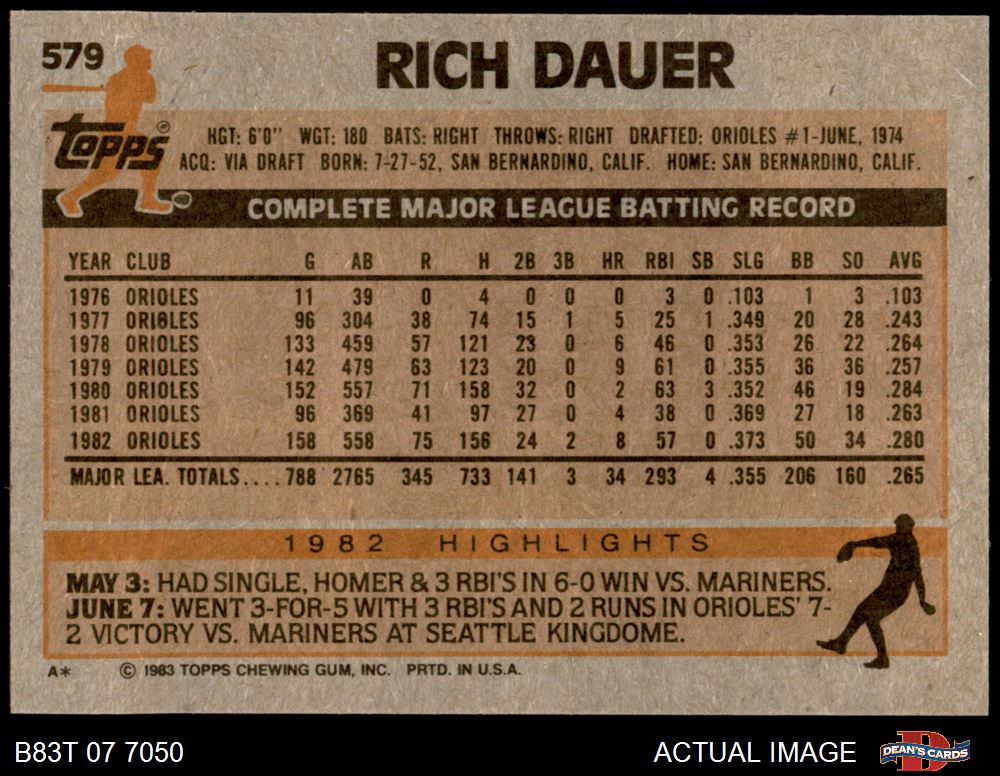 579
RICH DAUER
Topps®
HGT: 6'0" WGT: 180 BATS: RIGHT THROWS: RIGHT DRAFTED: ORIOLES #1-JUNE, 1974
ACQ: VIA DRAFT BORN: 7-27-52, SAN BERNARDINO, CALIF. HOME: SAN BERNARDINO, CALIF.
COMPLETE MAJOR LEAGUE BATTING RECORD
YEAR CLUB G AB R H 2B 3B HR RBI SB SLG BB SO AVG
1976 ORIOLES 11 39 0 4 0 0 0 3 0 .103 1 3 .103
1977 ORIOLES 96 304 38 74 15 1 5 25 1 .349 20 28 .243
1978 ORIOLES 133 459 57 121 23 0 6 46 0 .353 26 22 .264
1979 ORIOLES 142 479 63 123 20 0 9 61 0 .355 36 36 .257
1980 ORIOLES 152 557 71 158 32 0 2 63 3 .352 46 19 .284
1981 ORIOLES 96 369 41 97 27 0 4 38 0 .369 27 18 .263
1982 ORIOLES 158 558 75 156 24 2 8 57 0 .373 50 34 .280
MAJOR LEA. TOTALS.... 788 2765 345 733 141 3 34 293 4 .355 206 160 .265
1982 HIGHLIGHTS
MAY 3: HAD SINGLE, HOMER & 3 RBI'S IN 6-0 WIN VS. MARINERS.
JUNE 7: WENT 3-FOR-5 WITH 3 RBI'S AND 2 RUNS IN ORIOLES' 7-
2 VICTORY VS. MARINERS AT SEATTLE KINGDOME.
A* © 1983 TOPPS CHEWING GUM, INC. PRTD. IN U.S.A.
B83T 07 7050
ACTUAL IMAGE
D
DEAN'S CARDS